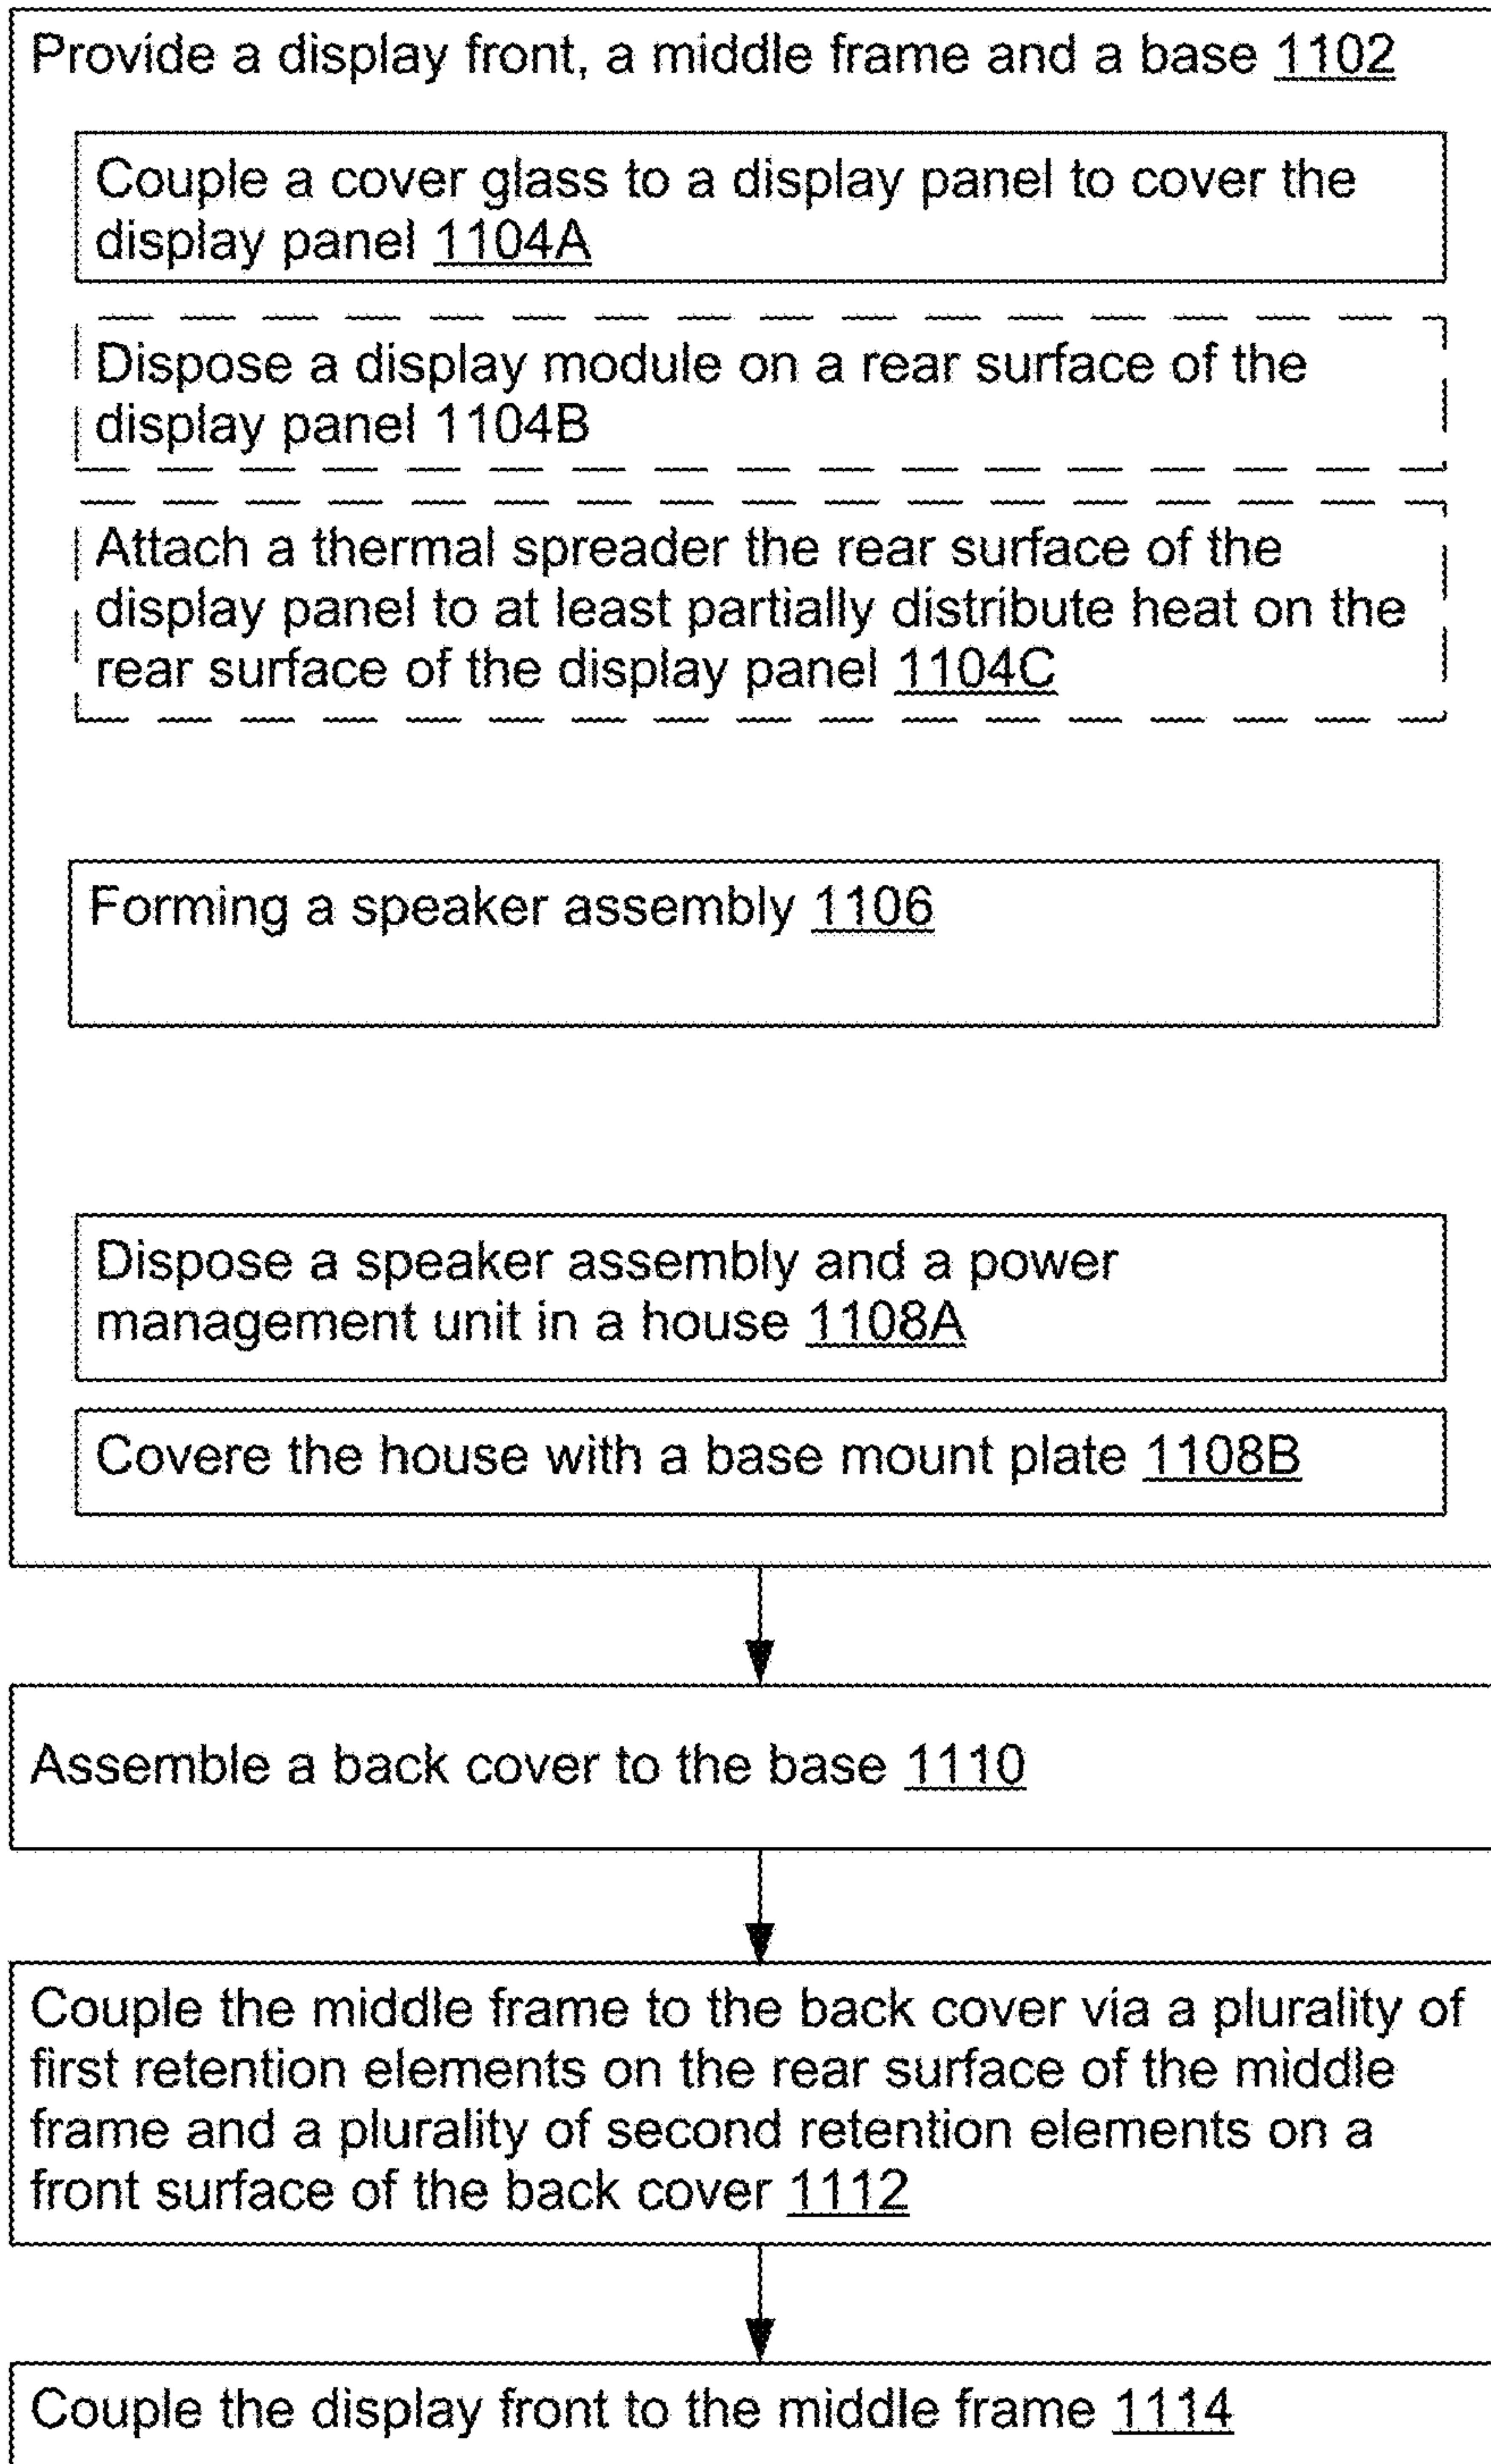 Provide a display front, a middle frame and a base 1102
Couple a cover glass to a display panel to cover the
display panel 1104A
Dispose a display module on a rear surface of the
display panel 1104B
Attach a thermal spreader the rear surface of the
display panel to at least partially distribute heat on the
rear surface of the display panel 1104C
Forming a speaker assembly 1106
Dispose a speaker assembly and a power
management unit in a house 1108A
Covere the house with a base mount plate 1108B
Assemble a back cover to the base 1110
Couple the middle frame to the back cover via a plurality of
first retention elements on the rear surface of the middle
frame and a plurality of second retention elements on a
front surface of the back cover 1112
Couple the display front to the middle frame 1114